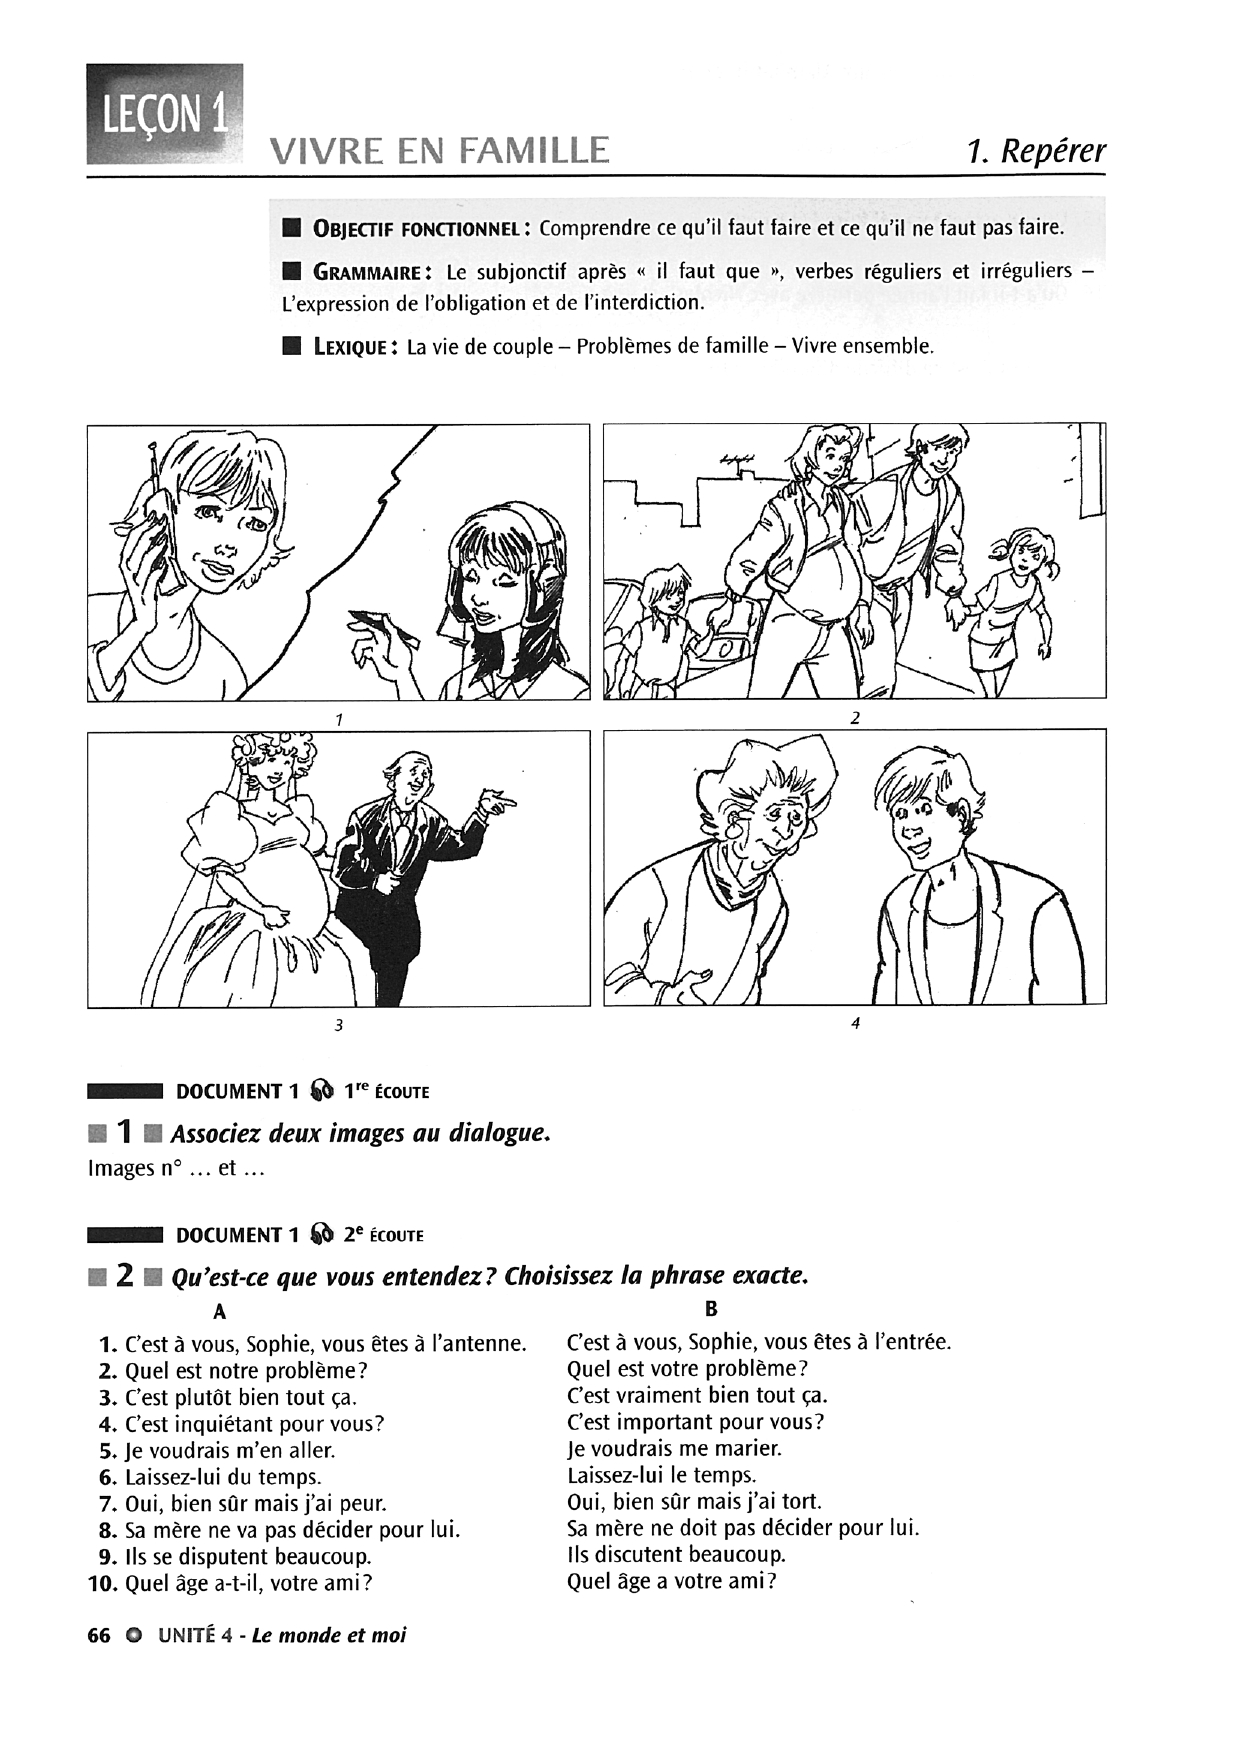 LEÇON 1
VIVRE EN FAMILLE
1. Repérer
■ OBJECTIF FONCTIONNEL : Comprendre ce qu'il faut faire et ce qu'il ne faut pas faire.
■ GRAMMAIRE : Le subjonctif après « il faut que », verbes réguliers et irréguliers –
L'expression de l'obligation et de l'interdiction.
■ LEXIQUE : La vie de couple – Problèmes de famille – Vivre ensemble.
1
2
3
4
DOCUMENT 1 1re ÉCOUTE
■ 1 ■ Associez deux images au dialogue.
Images n° ... et ...
DOCUMENT 1 2e ÉCOUTE
■ 2 ■ Qu'est-ce que vous entendez ? Choisissez la phrase exacte.
A
1. C'est à vous, Sophie, vous êtes à l'antenne.
2. Quel est notre problème ?
3. C'est plutôt bien tout ça.
4. C'est inquiétant pour vous ?
5. Je voudrais m'en aller.
6. Laissez-lui du temps.
7. Oui, bien sûr mais j'ai peur.
8. Sa mère ne va pas décider pour lui.
9. Ils se disputent beaucoup.
10. Quel âge a-t-il, votre ami ?
B
C'est à vous, Sophie, vous êtes à l'entrée.
Quel est votre problème ?
C'est vraiment bien tout ça.
C'est important pour vous ?
Je voudrais me marier.
Laissez-lui le temps.
Oui, bien sûr mais j'ai tort.
Sa mère ne doit pas décider pour lui.
Ils discutent beaucoup.
Quel âge a votre ami ?
66 UNITÉ 4 - Le monde et moi